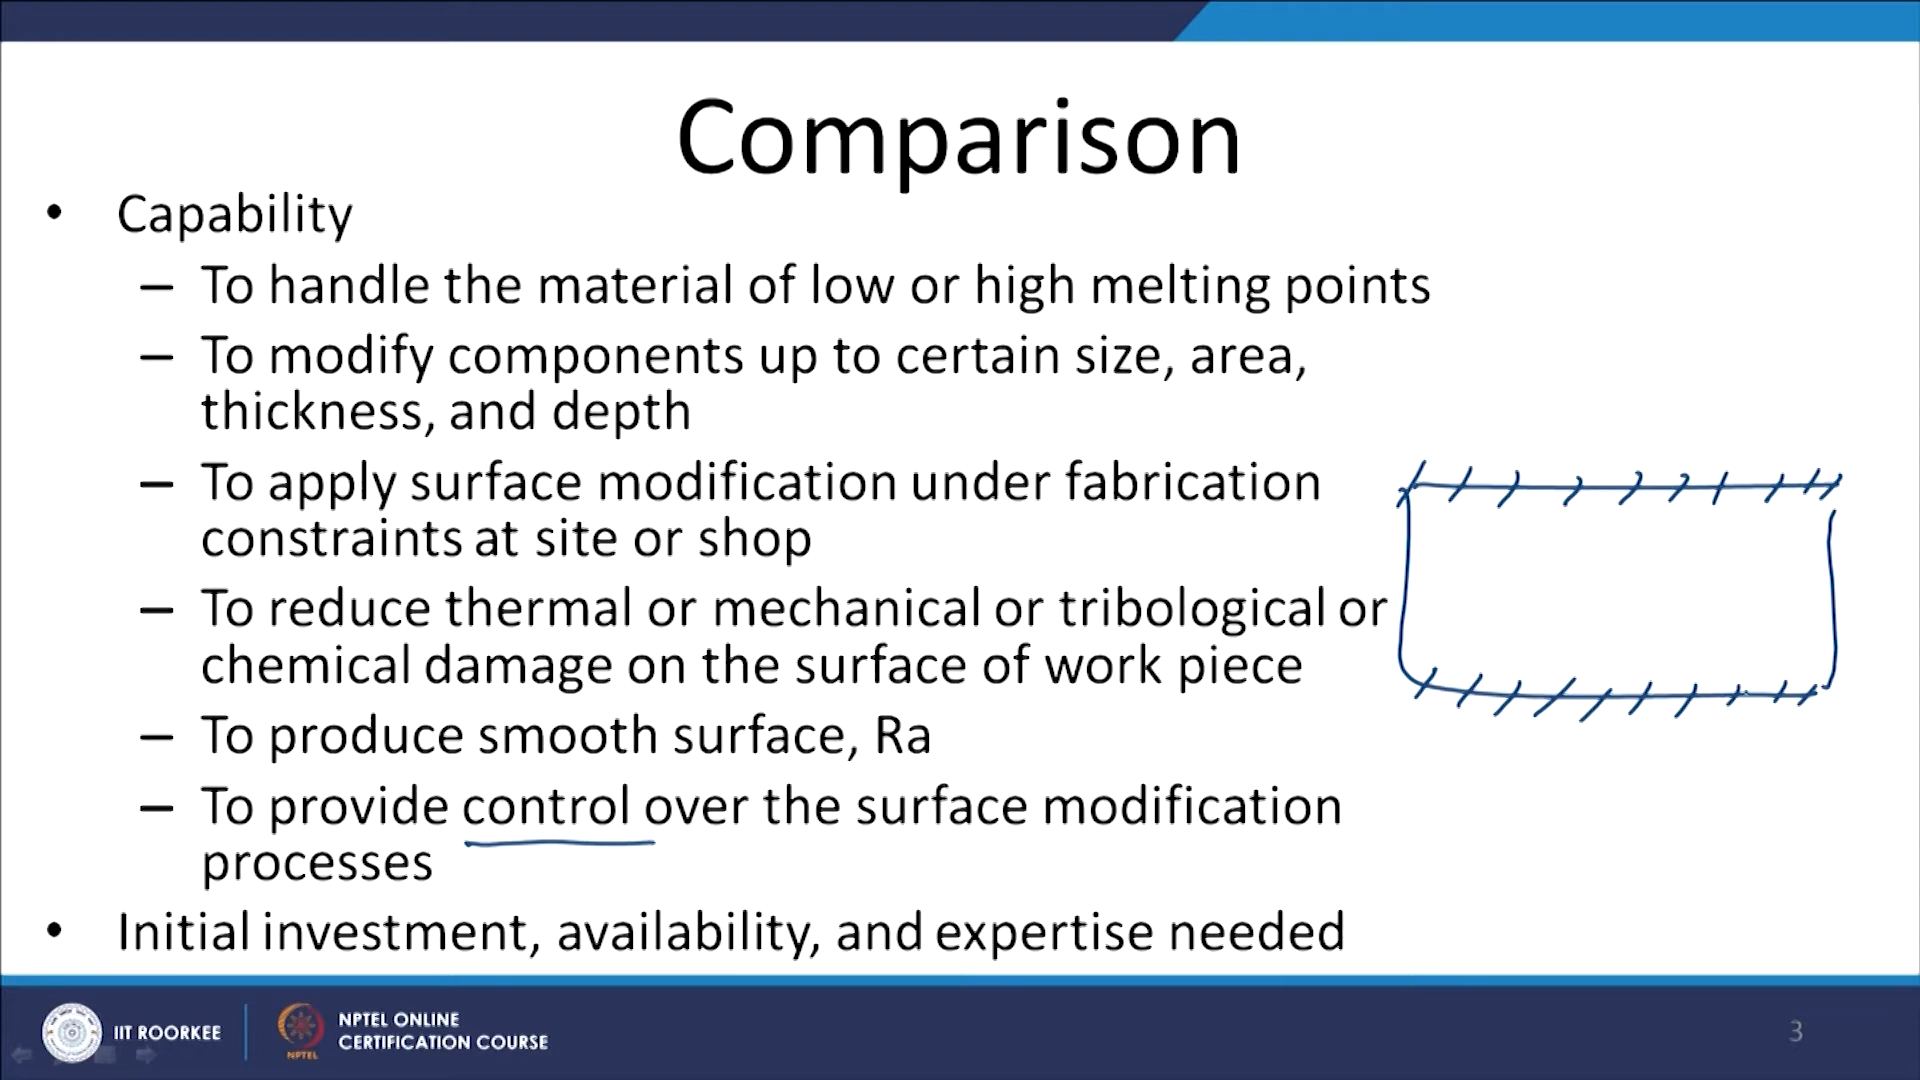 Comparison
• Capability
– To handle the material of low or high melting points
– To modify components up to certain size, area,
thickness, and depth
– To apply surface modification under fabrication
constraints at site or shop
– To reduce thermal or mechanical or tribological or
chemical damage on the surface of work piece
– To produce smooth surface, Ra
– To provide control over the surface modification
processes
• Initial investment, availability, and expertise needed
IIT ROORKEE
NPTEL
NPTEL ONLINE
CERTIFICATION COURSE
3